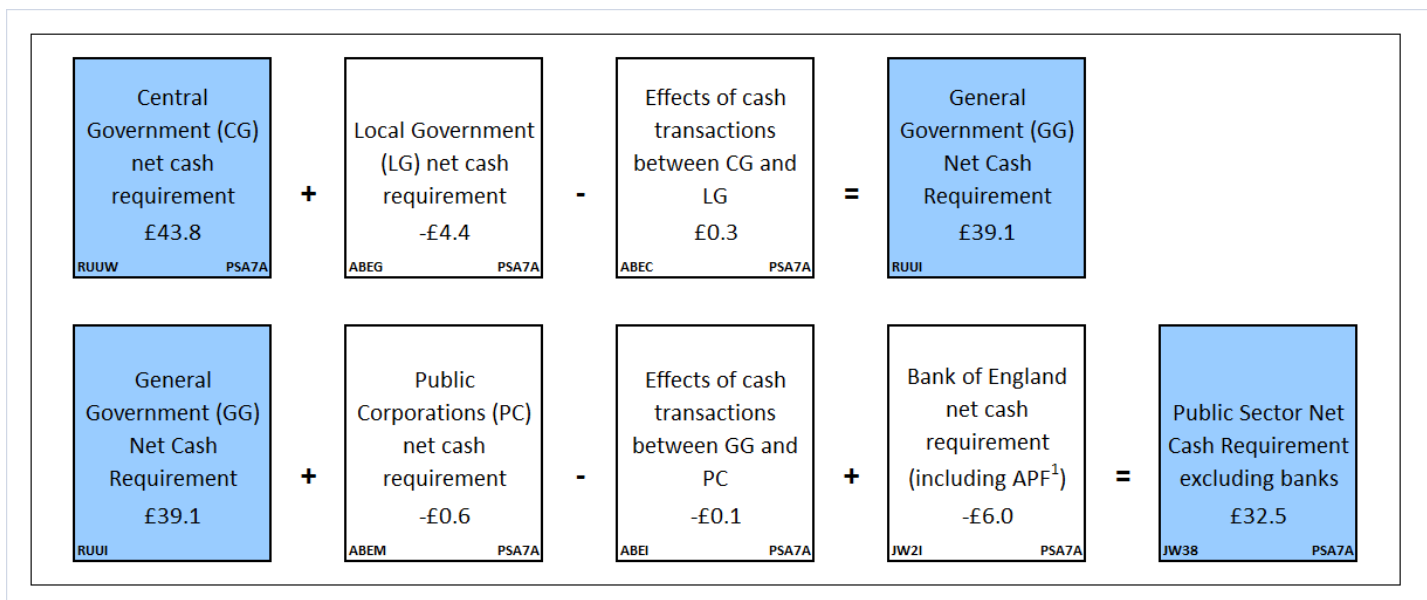 Central
Government (CG)
net cash
requirement
£43.8
RUUW PSA7A
+
Local Government
(LG) net cash
requirement
-£4.4
ABEG PSA7A
-
Effects of cash
transactions
between CG and
LG
£0.3
ABEC PSA7A
=
General
Government (GG)
Net Cash
Requirement
£39.1
RUUI
General
Government (GG)
Net Cash
Requirement
£39.1
RUUI
+
Public
Corporations (PC)
net cash
requirement
-£0.6
ABEM PSA7A
-
Effects of cash
transactions
between GG and
PC
-£0.1
ABEI PSA7A
+
Bank of England
net cash
requirement
(including APF¹)
-£6.0
JW2I PSA7A
=
Public Sector Net
Cash Requirement
excluding banks
£32.5
JW38 PSA7A